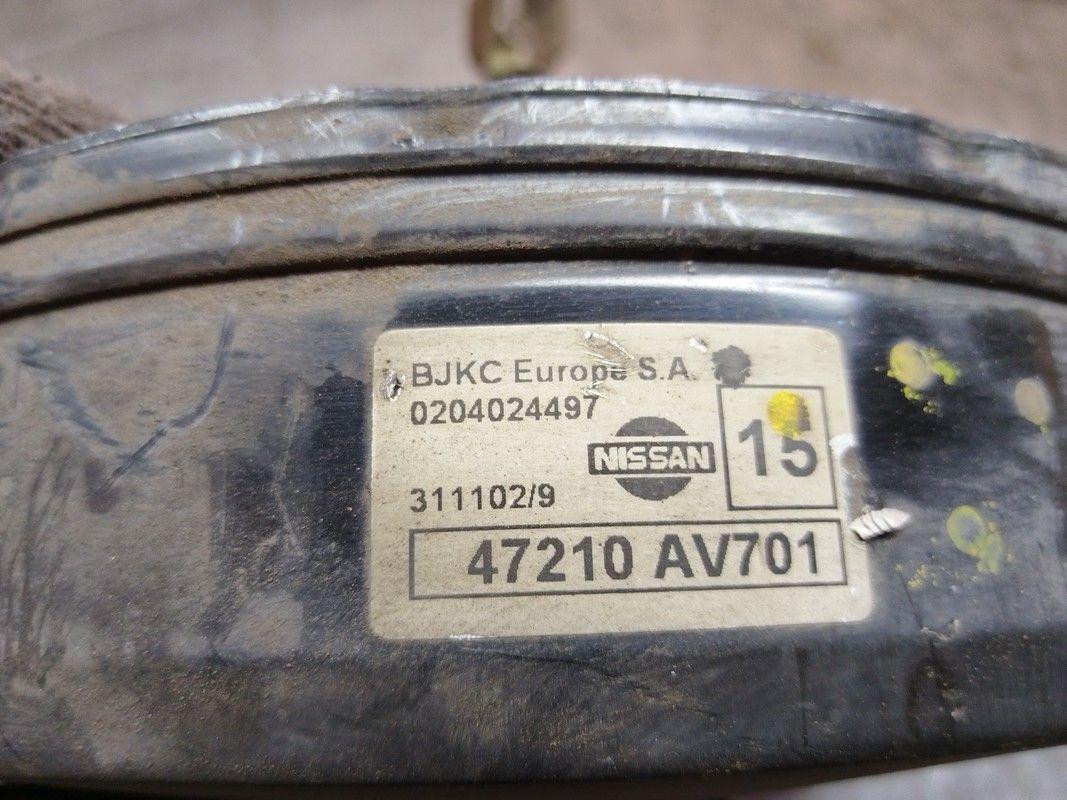 BJKC Europe S.A.
0204024497
NISSAN
15
311102/9
47210 AV701